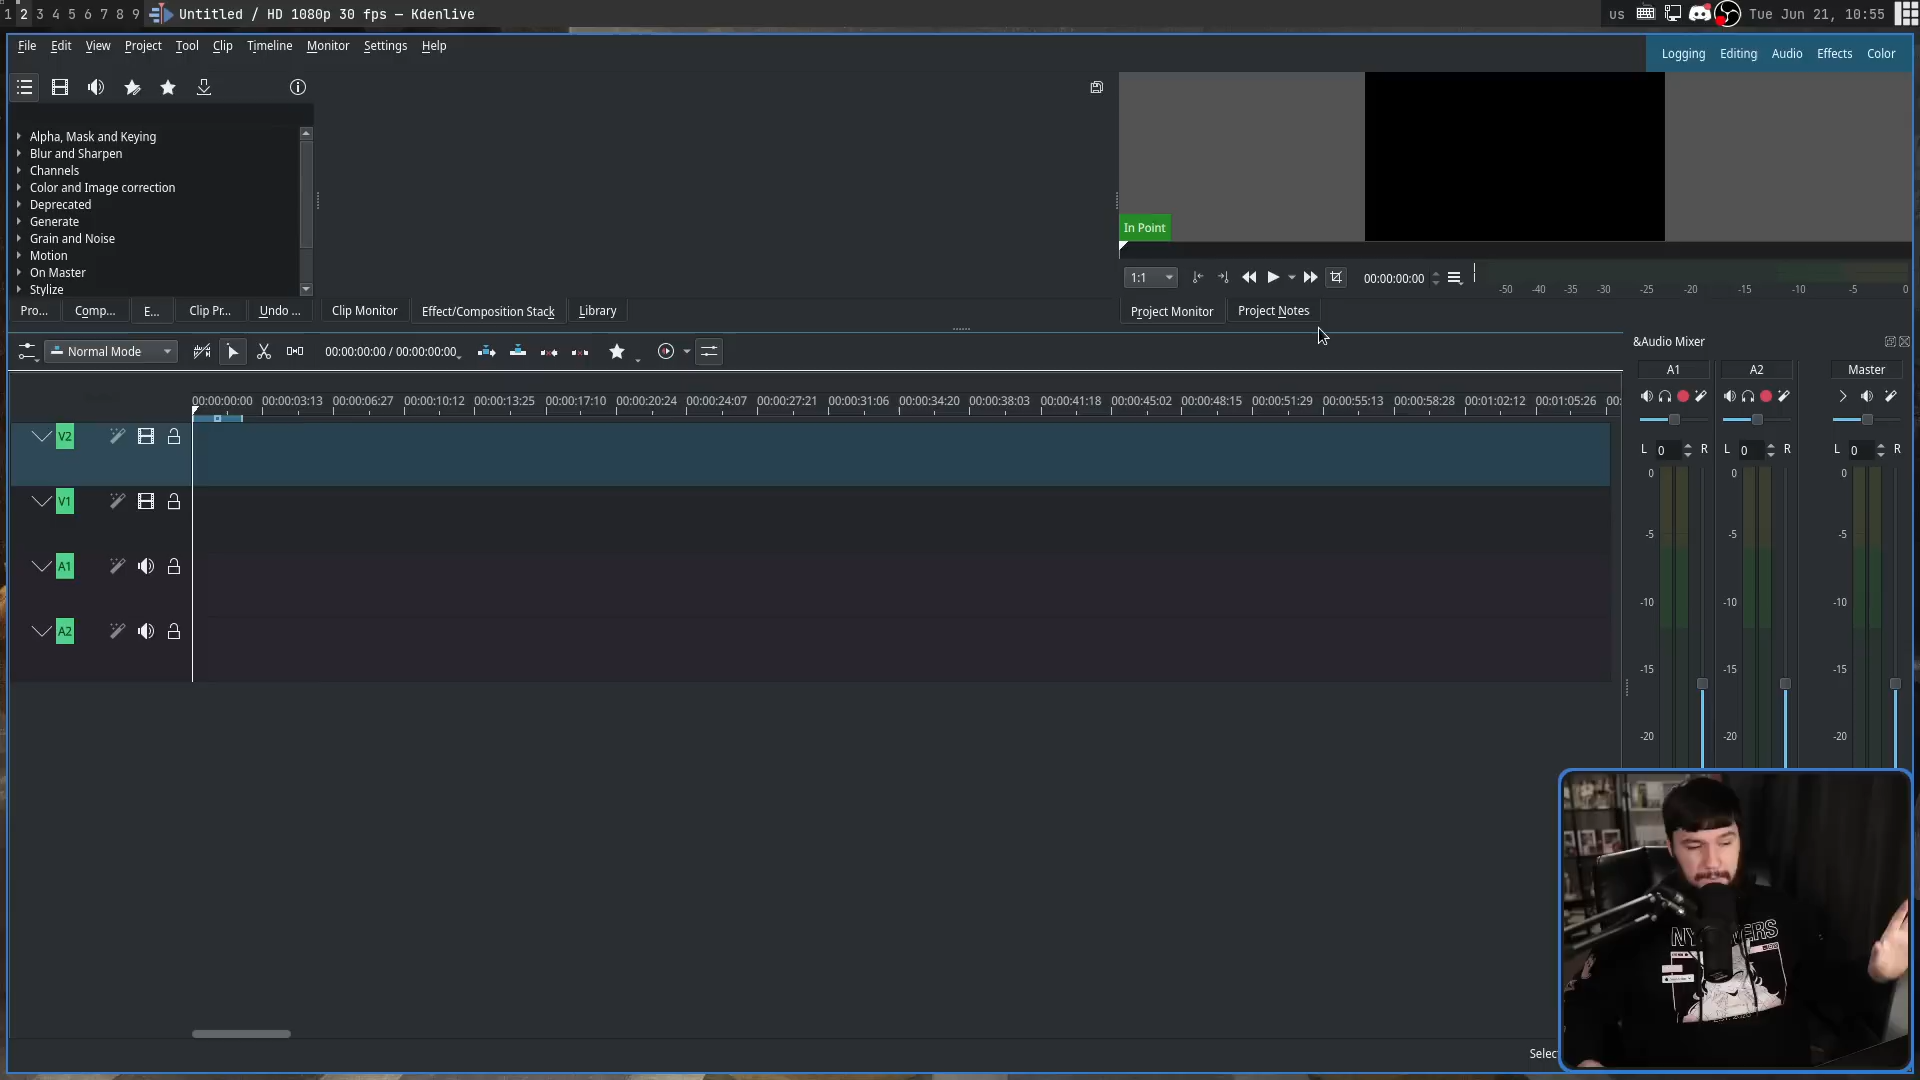 1 2 3 4 5 6 7 8 9 Untitled / HD 1080p 30 fps — Kdenlive us Tue Jun 21, 10:55
File Edit View Project Tool Clip Timeline Monitor Settings Help
Logging Editing Audio Effects Color
Alpha, Mask and Keying
Blur and Sharpen
Channels
Color and Image correction
Deprecated
Generate
Grain and Noise
Motion
On Master
Stylize
In Point
1:1 00:00:00:00
-50 -40 -35 -30 -25 -20 -15 -10 -5 0
Pro... Comp... E... Clip Pr... Undo ... Clip Monitor Effect/Composition Stack Library Project Monitor Project Notes
Normal Mode 00:00:00:00 / 00:00:00:00
&Audio Mixer
A1 A2 Master
00:00:00:00 00:00:03:13 00:00:06:27 00:00:10:12 00:00:13:25 00:00:17:10 00:00:20:24 00:00:24:07 00:00:27:21 00:00:31:06 00:00:34:20 00:00:38:03 00:00:41:18 00:00:45:02 00:00:48:15 00:00:51:29 00:00:55:13 00:00:58:28 00:01:02:12 00:01:05:26 00:
V2
V1
A1
A2
L 0 R L 0 R L 0 R
0 0 0
-5 -5 -5
-10 -10 -10
-15 -15 -15
-20 -20 -20
Selec